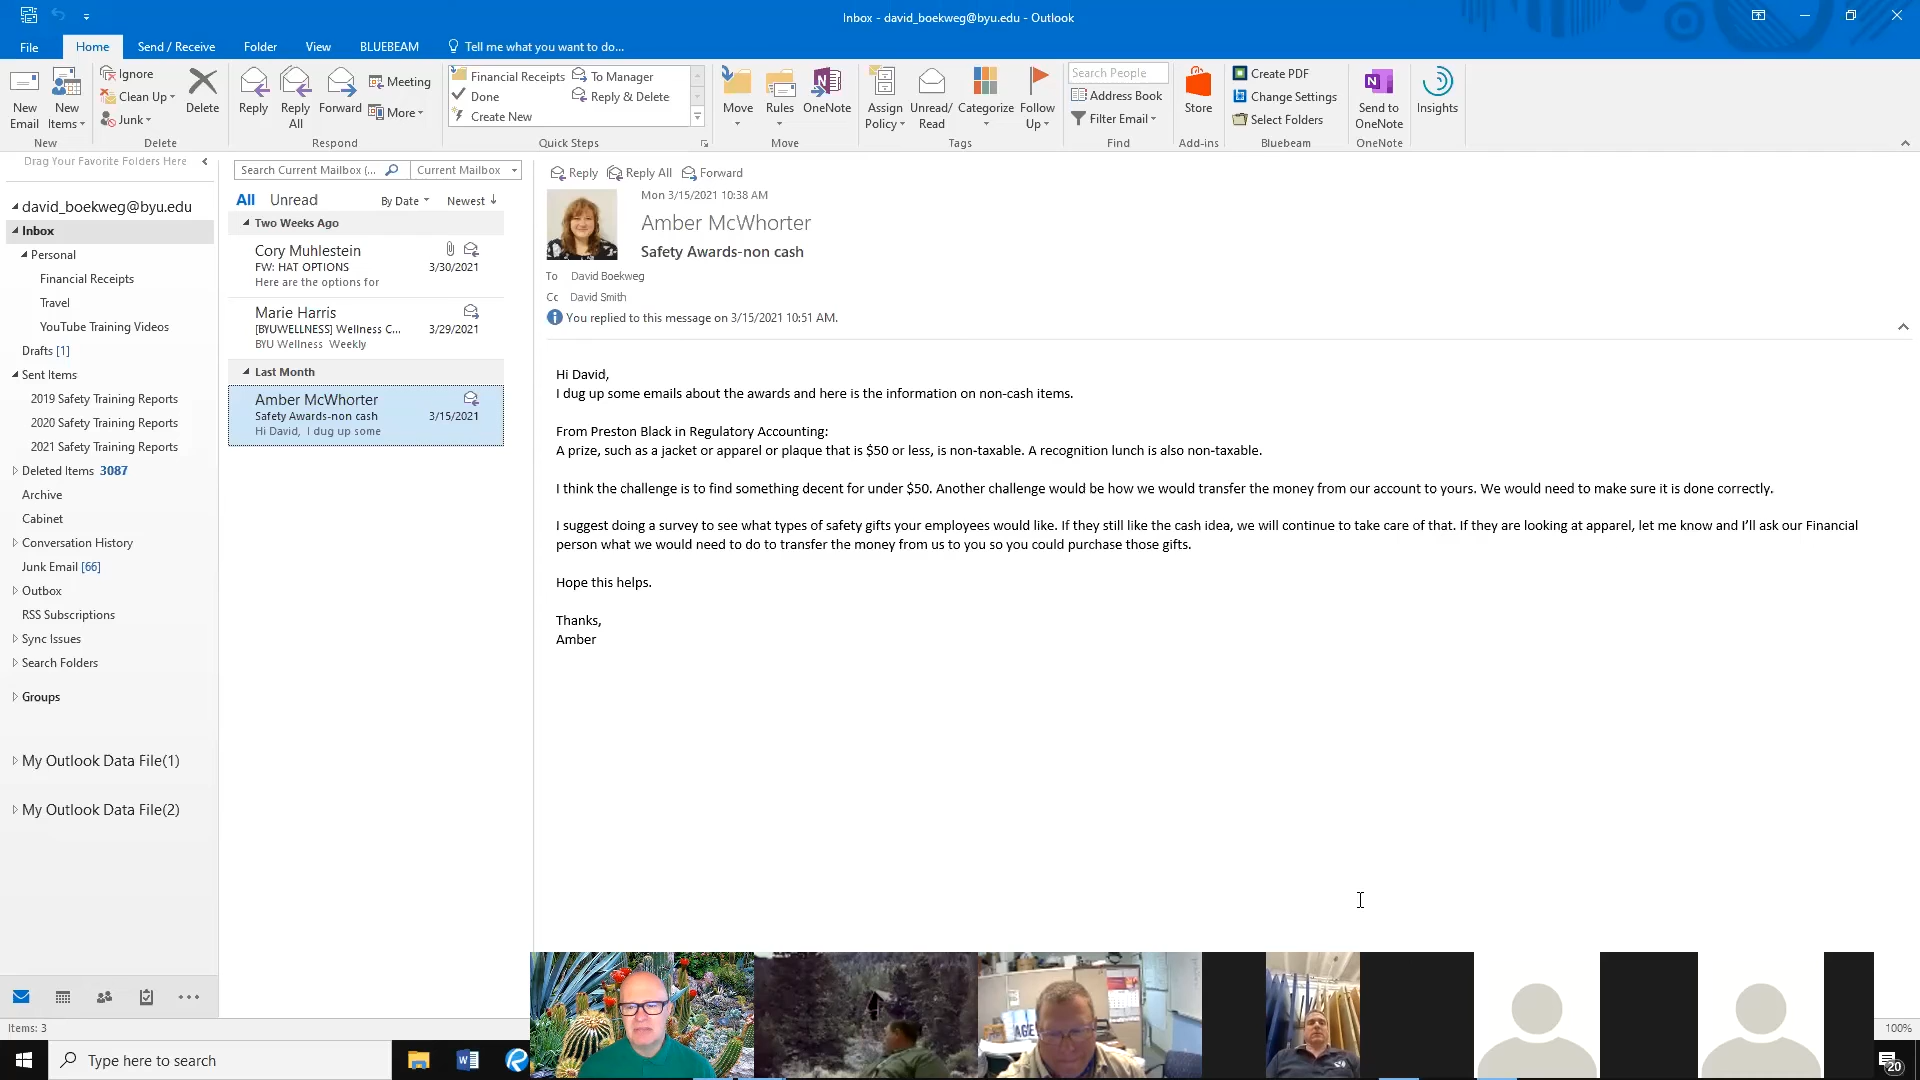 Inbox - david_boekweg@byu.edu - Outlook
File Home Send / Receive Folder View BLUEBEAM Tell me what you want to do...
New Email
New Items
Ignore
Clean Up
Junk
Delete
Reply
Reply All
Forward
Meeting
More
Financial Receipts
To Manager
Done
Reply & Delete
Create New
Move
Rules
OneNote
Assign Policy
Unread/ Read
Categorize
Follow Up
Search People
Address Book
Filter Email
Store
Create PDF
Change Settings
Select Folders
Send to OneNote
Insights
New Delete Respond Quick Steps Move Tags Find Add-ins Bluebeam OneNote
Drag Your Favorite Folders Here
david_boekweg@byu.edu
Inbox
Personal
Financial Receipts
Travel
YouTube Training Videos
Drafts [1]
Sent Items
2019 Safety Training Reports
2020 Safety Training Reports
2021 Safety Training Reports
Deleted Items 3087
Archive
Cabinet
Conversation History
Junk Email [66]
Outbox
RSS Subscriptions
Sync Issues
Search Folders
Groups
My Outlook Data File(1)
My Outlook Data File(2)
Items: 3
Search Current Mailbox (... Current Mailbox
All Unread By Date Newest
Two Weeks Ago
Cory Muhlestein
FW: HAT OPTIONS 3/30/2021
Here are the options for
Marie Harris
[BYUWELLNESS] Wellness C... 3/29/2021
BYU Wellness Weekly
Last Month
Amber McWhorter
Safety Awards-non cash 3/15/2021
Hi David, I dug up some
Reply Reply All Forward
Mon 3/15/2021 10:38 AM
Amber McWhorter
Safety Awards-non cash
To David Boekweg
Cc David Smith
You replied to this message on 3/15/2021 10:51 AM.
Hi David,
I dug up some emails about the awards and here is the information on non-cash items.
From Preston Black in Regulatory Accounting:
A prize, such as a jacket or apparel or plaque that is $50 or less, is non-taxable. A recognition lunch is also non-taxable.
I think the challenge is to find something decent for under $50. Another challenge would be how we would transfer the money from our account to yours. We would need to make sure it is done correctly.
I suggest doing a survey to see what types of safety gifts your employees would like. If they still like the cash idea, we will continue to take care of that. If they are looking at apparel, let me know and I'll ask our Financial
person what we would need to do to transfer the money from us to you so you could purchase those gifts.
Hope this helps.
Thanks,
Amber
AGE
100%
Type here to search
20